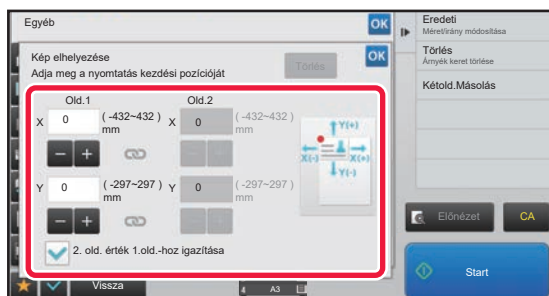 Egyéb
OK
Kép elhelyezése
Adja meg a nyomtatás kezdési pozícióját
Törlés
OK
Old.1
Old.2
X 0 ( -432~432 ) mm
X 0 ( -432~432 ) mm
- +
- +
Y 0 ( -297~297 ) mm
Y 0 ( -297~297 ) mm
- +
- +
Y(+)
X(-)
X(+)
Y(-)
2. old. érték 1.old.-hoz igazítása
Vissza
4 A3
Eredeti
Méret/irány módosítása
Törlés
Árnyék keret törlése
Kétold.Másolás
Előnézet
CA
Start